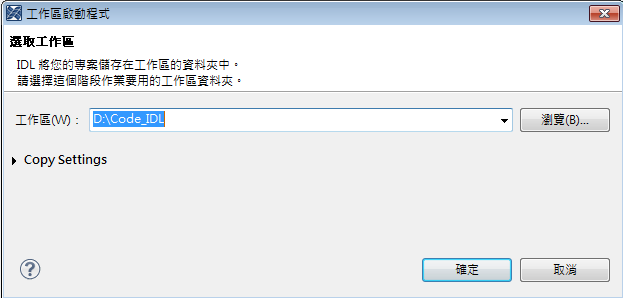 工作區啟動程式
選取工作區
IDL 將您的專案儲存在工作區的資料夾中。
請選擇這個階段作業要用的工作區資料夾。
工作區(W)： D:\Code_IDL 瀏覽(B)...
Copy Settings
確定 取消